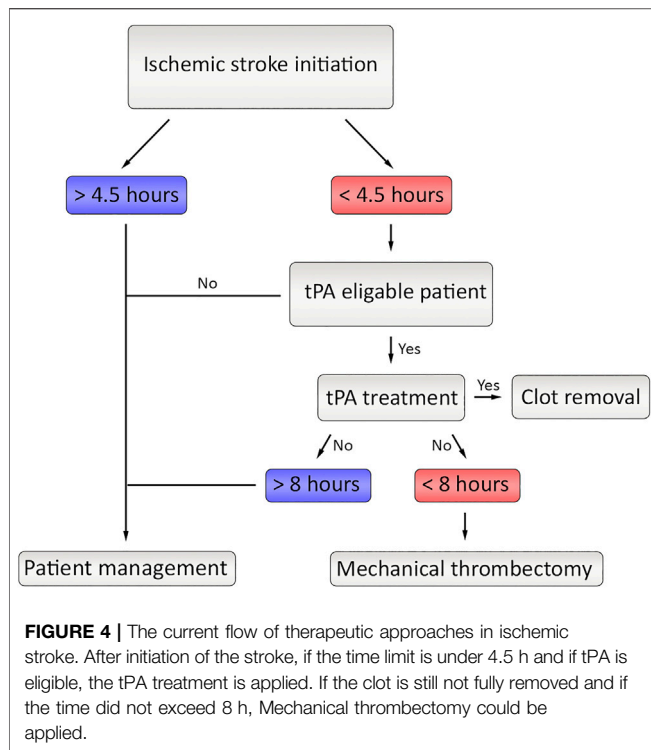 Ischemic stroke initiation
> 4.5 hours
< 4.5 hours
No
tPA eligable patient
Yes
tPA treatment
Yes
Clot removal
No
No
> 8 hours
< 8 hours
Patient management
Mechanical thrombectomy
FIGURE 4 | The current flow of therapeutic approaches in ischemic
stroke. After initiation of the stroke, if the time limit is under 4.5 h and if tPA is
eligible, the tPA treatment is applied. If the clot is still not fully removed and if
the time did not exceed 8 h, Mechanical thrombectomy could be
applied.